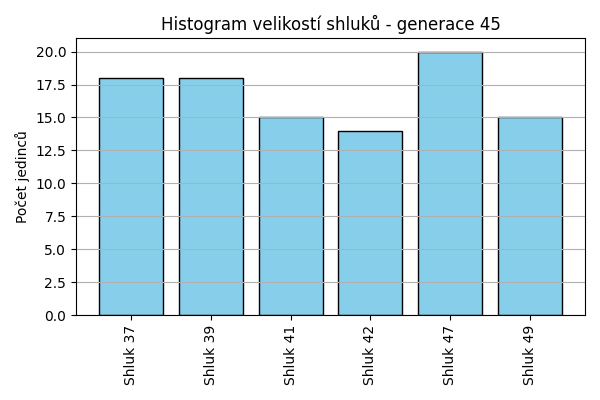 Histogram velikostí shluků - generace 45
Počet jedinců
20.0
17.5
15.0
12.5
10.0
7.5
5.0
2.5
0.0
Shluk 37
Shluk 39
Shluk 41
Shluk 42
Shluk 47
Shluk 49